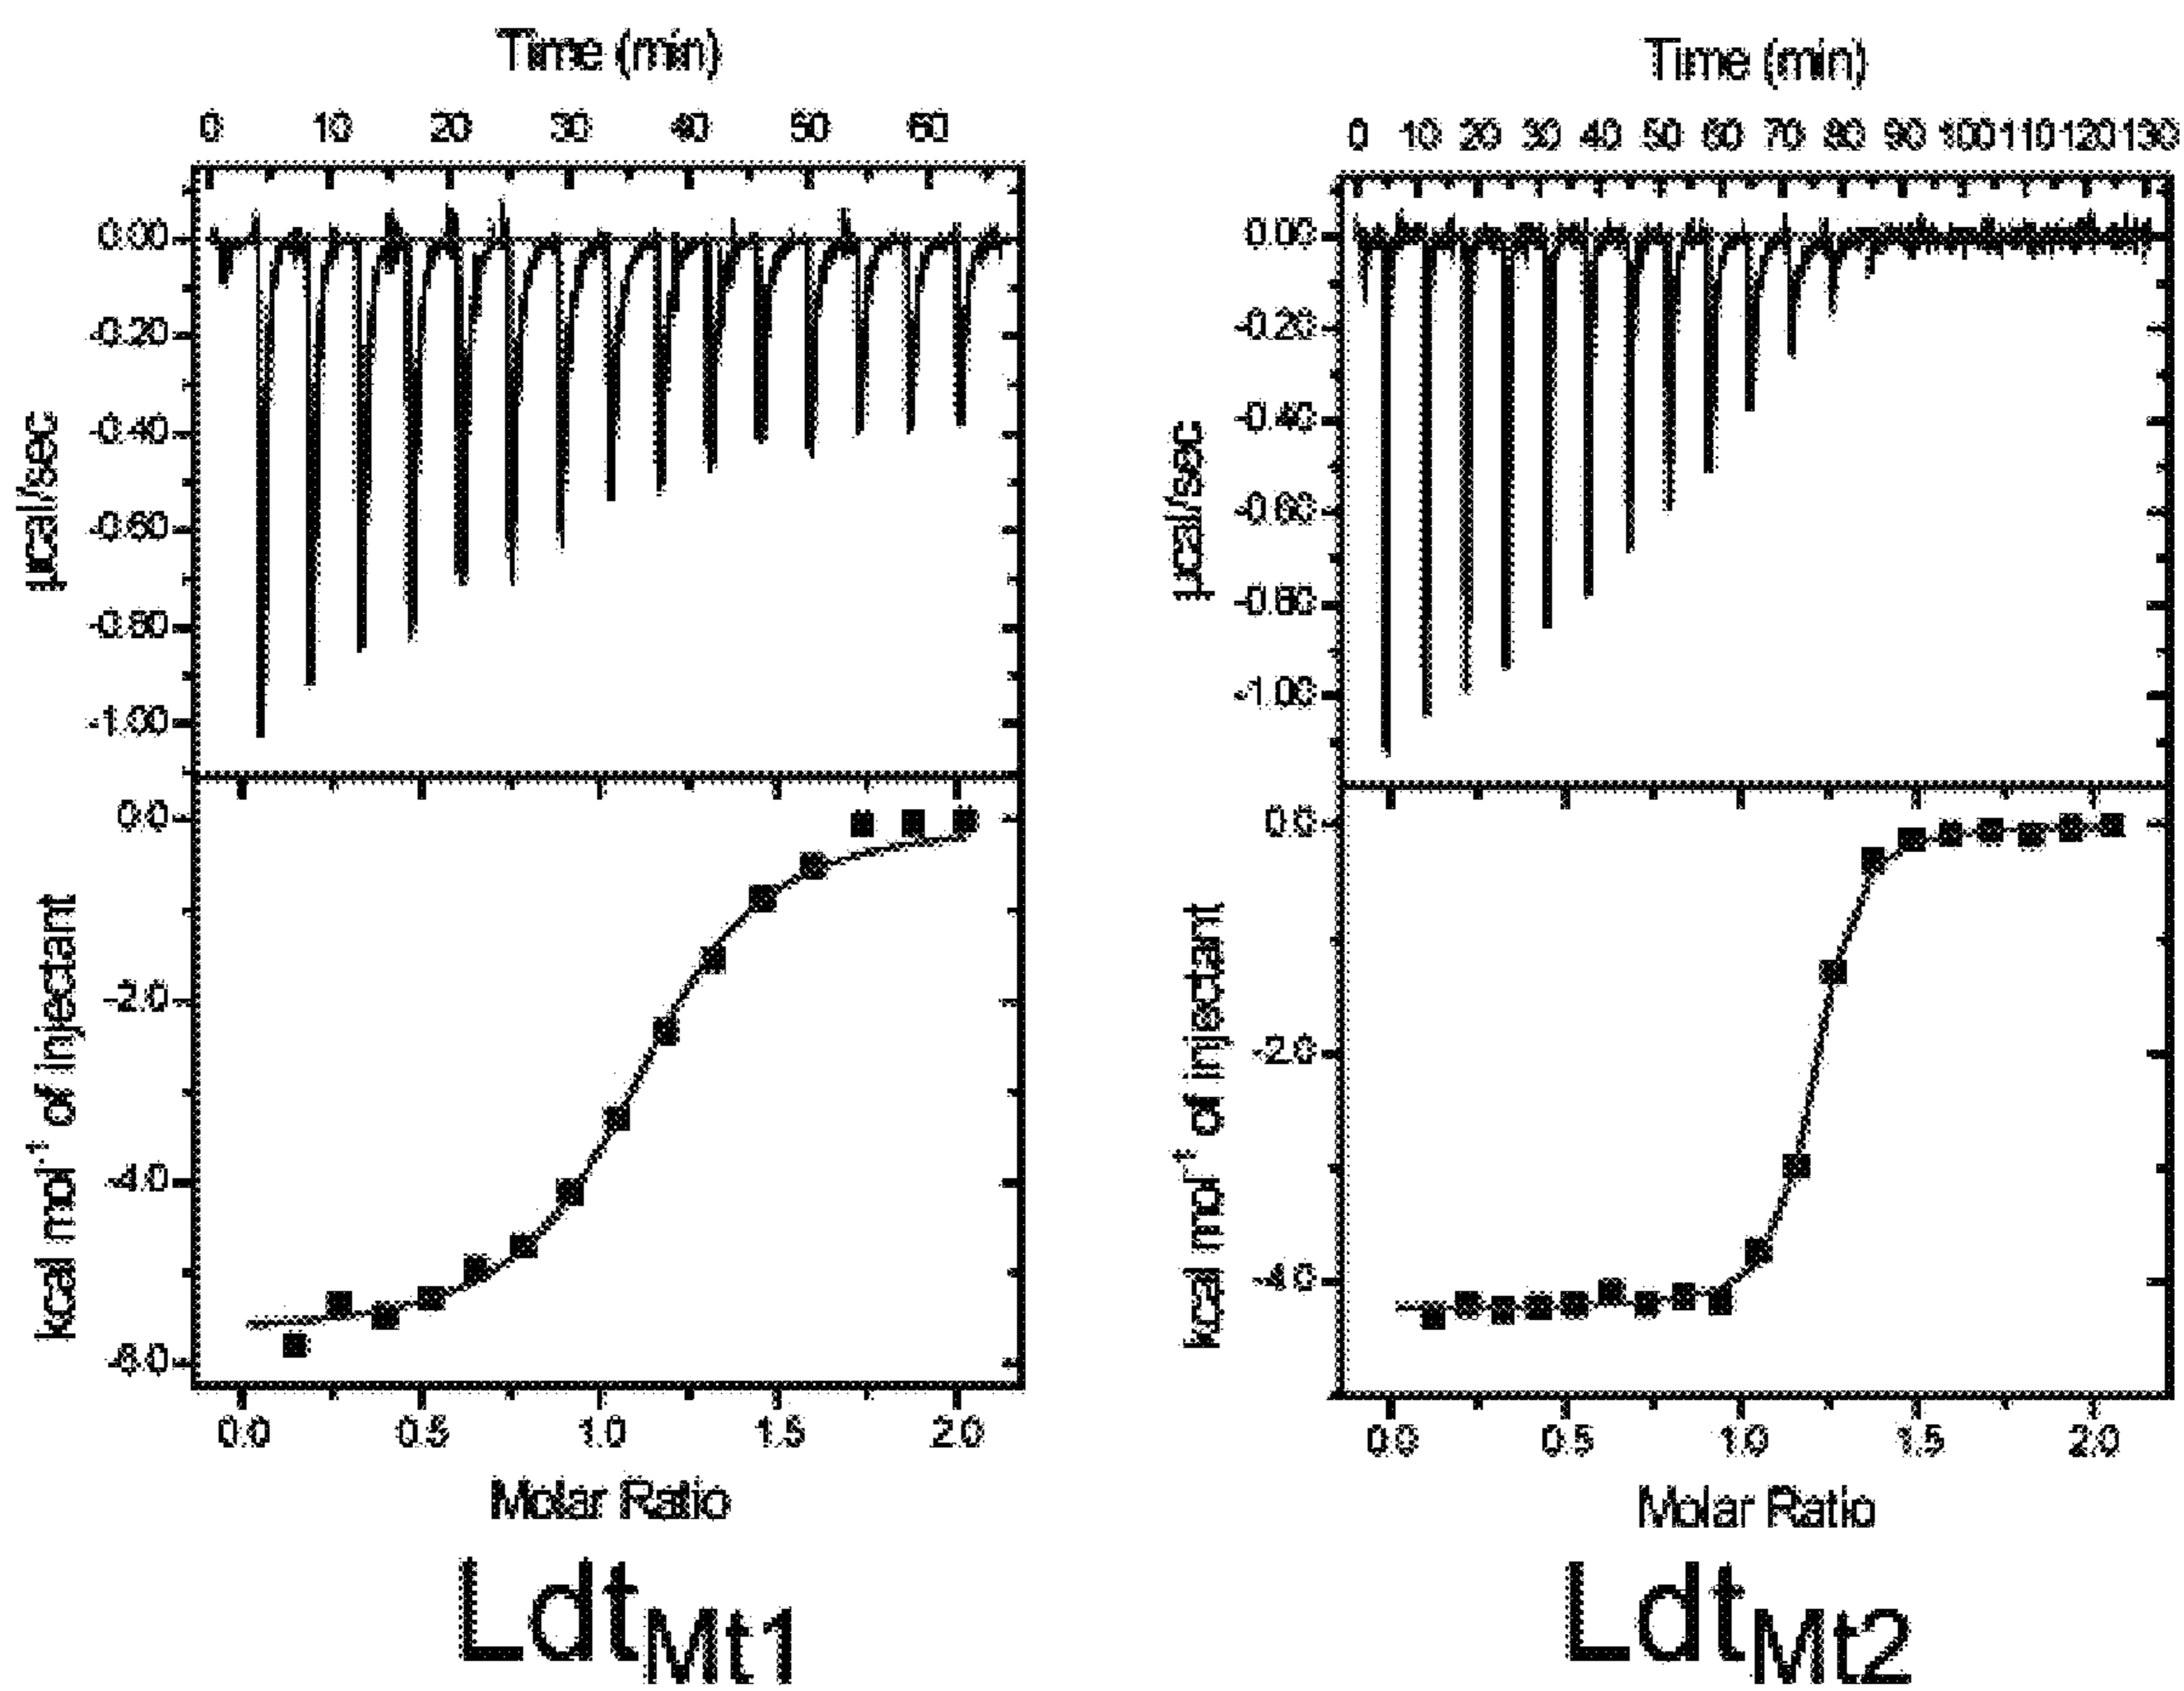 Time (min)
0 10 20 30 40 50 60
0.00
-0.20
-0.40
-0.60
-0.80
-1.00
µcal/sec
0.0
-2.0
-4.0
-6.0
kcal mol⁻¹ of injectant
0.0 0.5 1.0 1.5 2.0
Molar Ratio
LdtMt1
Time (min)
0 10 20 30 40 50 60 70 80 90 100 110 120 130
0.00
-0.20
-0.40
-0.60
-0.80
-1.00
µcal/sec
0.0
-2.0
-4.0
kcal mol⁻¹ of injectant
0.0 0.5 1.0 1.5 2.0
Molar Ratio
LdtMt2